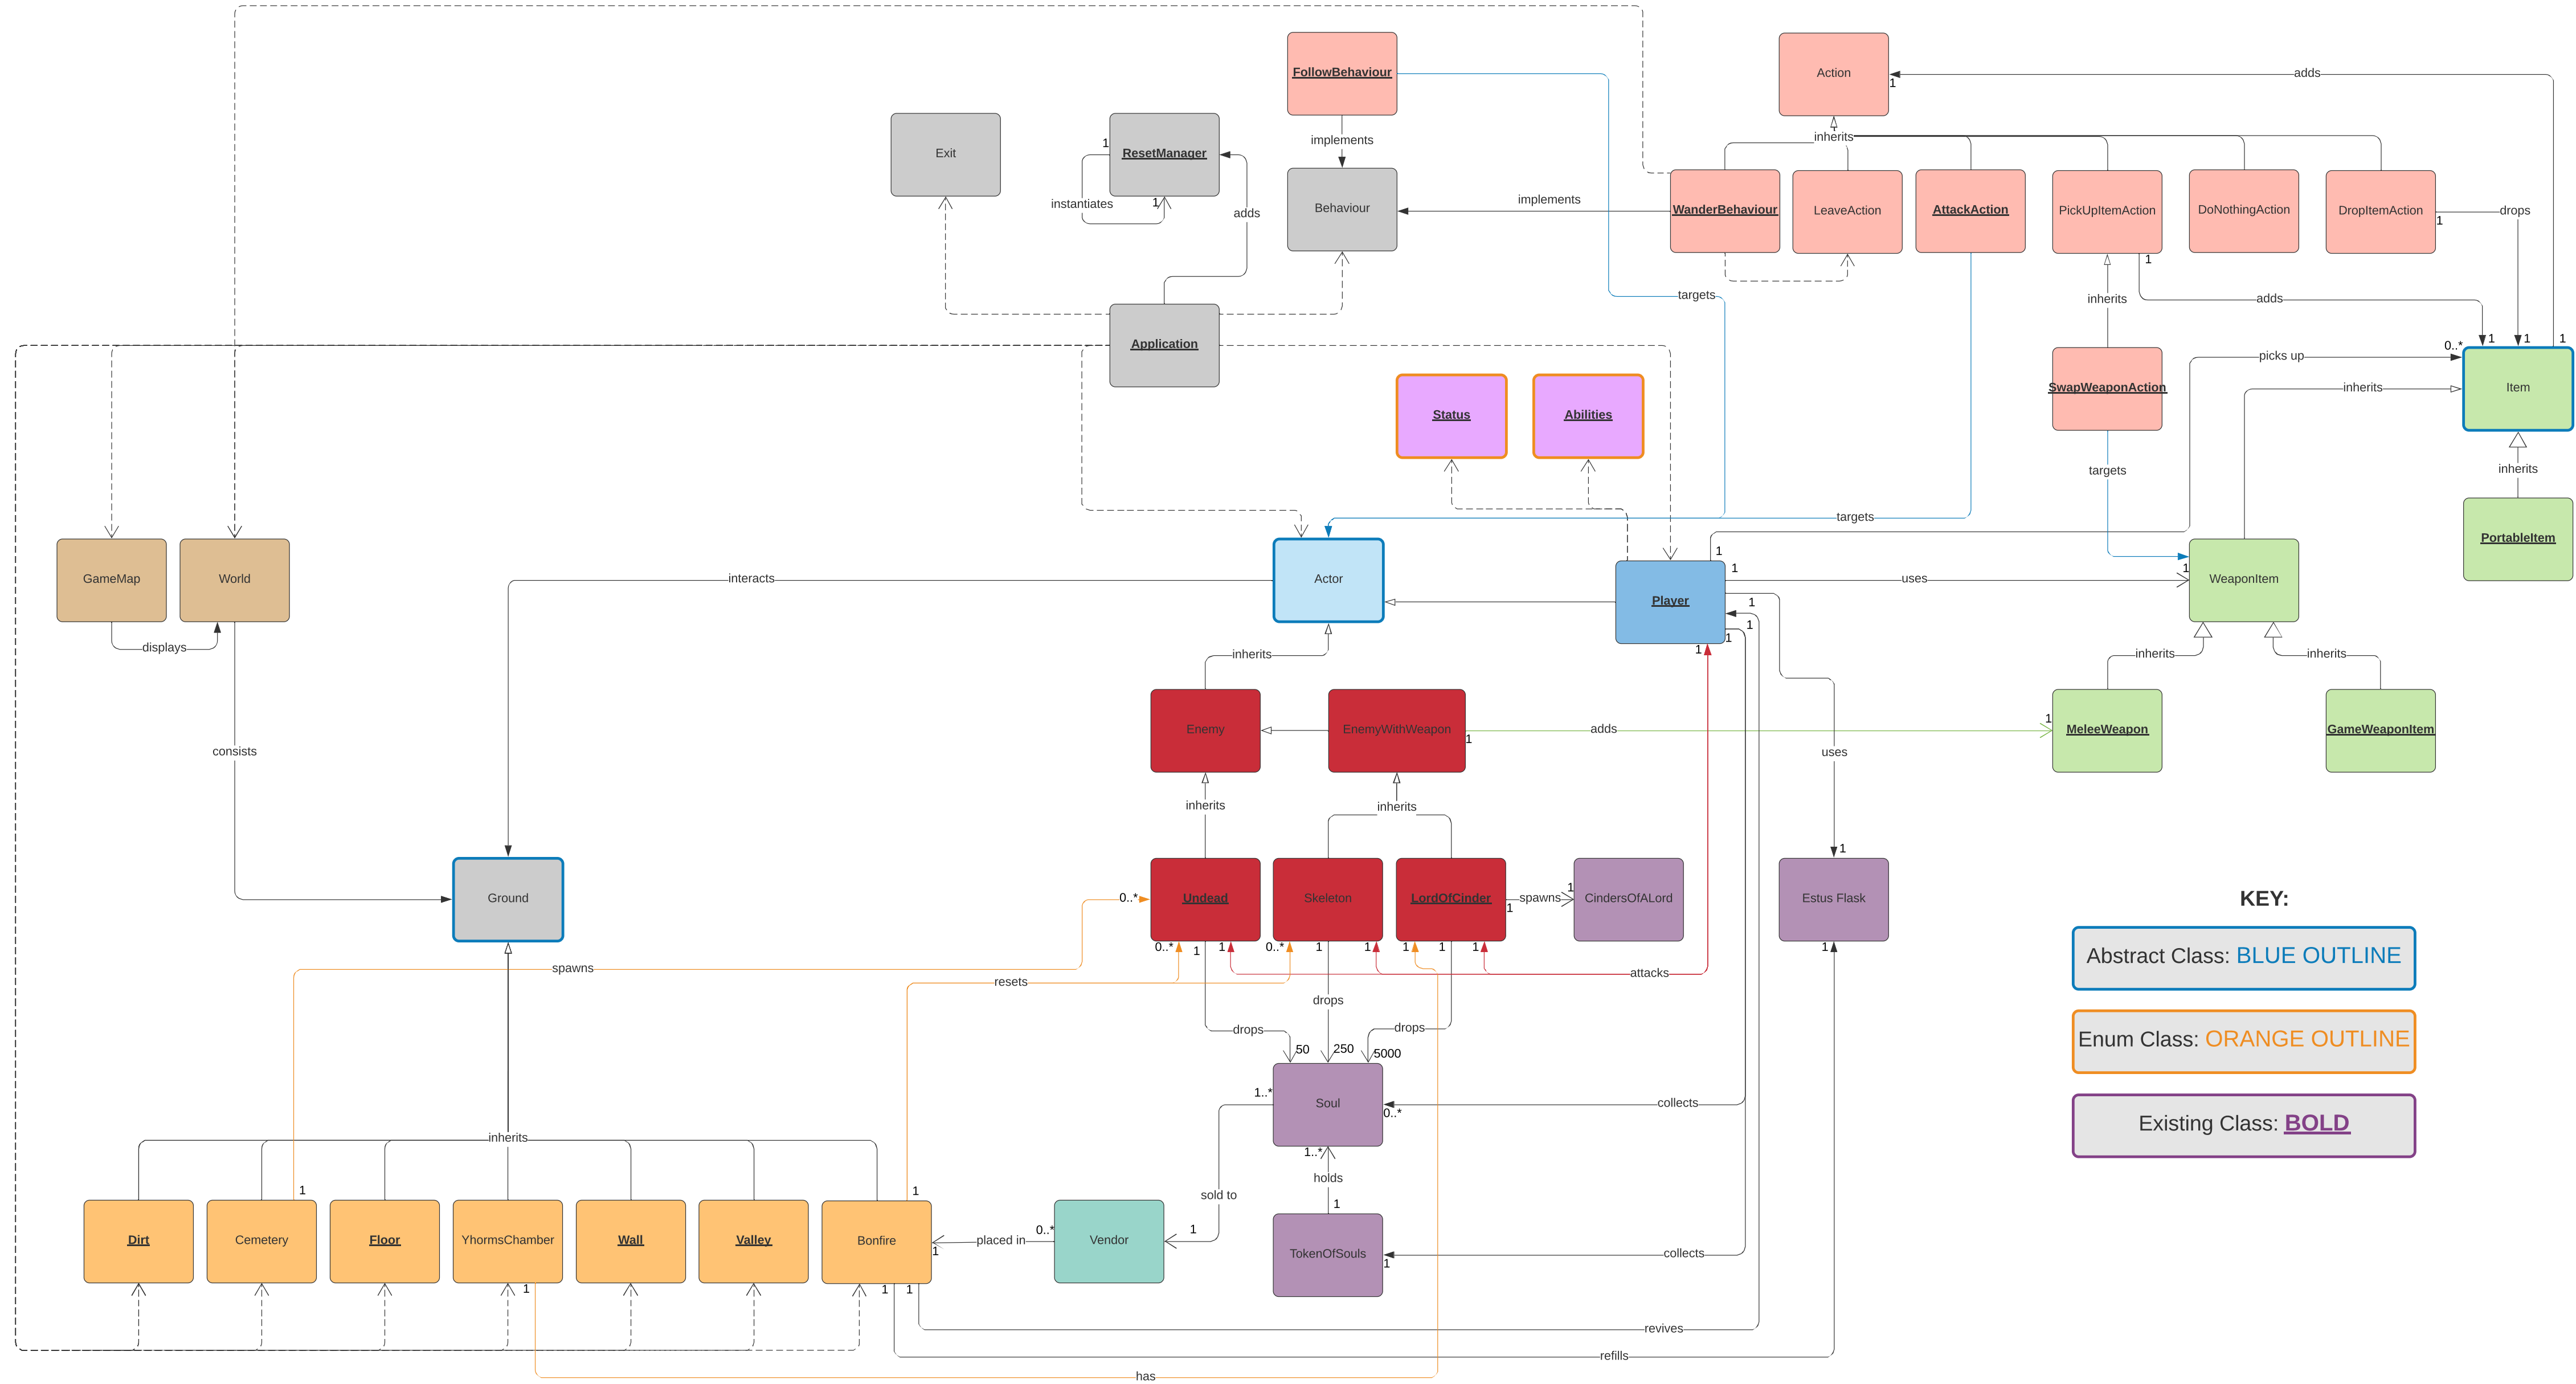 FollowBehaviour
Action
1
adds
implements
inherits
Exit
1
ResetManager
instantiates
1
adds
Behaviour
implements
WanderBehaviour
LeaveAction
AttackAction
PickUpItemAction
DoNothingAction
DropItemAction
1
drops
1
inherits
adds
targets
Application
Status
Abilities
picks up
0..*
1
1
1
SwapWeaponAction
inherits
Item
targets
inherits
targets
PortableItem
GameMap
World
displays
interacts
Actor
1
1
Player
uses
1
WeaponItem
1
1
1
1
inherits
inherits
inherits
consists
Enemy
EnemyWithWeapon
1
adds
1
MeleeWeapon
GameWeaponItem
uses
inherits
inherits
1
Ground
0..*
Undead
Skeleton
LordOfCinder
1
spawns
1
CindersOfALord
Estus Flask
0..*
1
1
0..*
1
1
1
1
1
1
spawns
resets
attacks
drops
drops
drops
50
250
5000
1..*
Soul
0..*
collects
1..*
holds
1
sold to
1
inherits
1
1
Dirt
Cemetery
Floor
YhormsChamber
Wall
Valley
Bonfire
1
placed in
0..*
Vendor
TokenOfSouls
1
collects
1
1
1
revives
refills
has
KEY:
Abstract Class: BLUE OUTLINE
Enum Class: ORANGE OUTLINE
Existing Class: BOLD